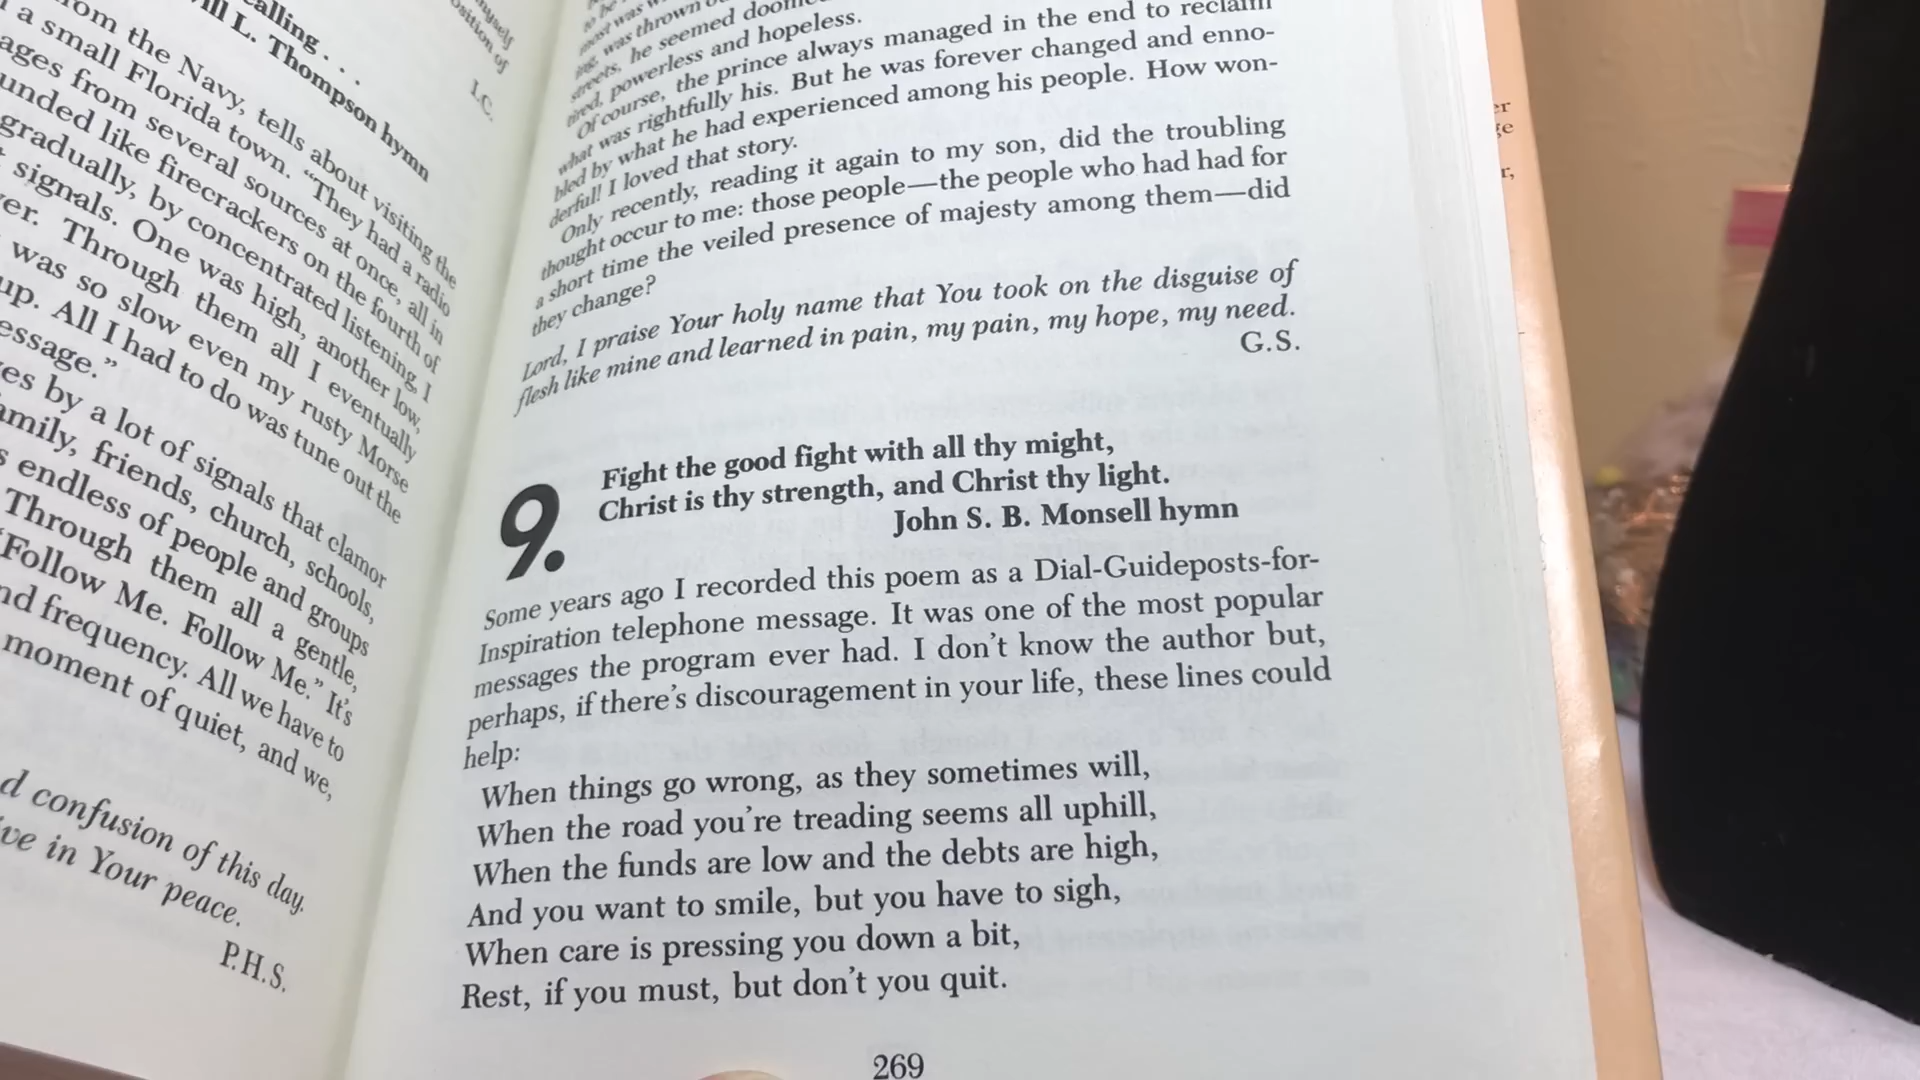 calling . . .
ill L. Thompson hymn
from the Navy, tells about visiting the
a small Florida town. “They had a radio
ages from several sources at once, all in
unded like firecrackers on the fourth of
gradually, by concentrated listening, I
signals. One was high, another low,
er. Through them all I eventually
was so slow even my rusty Morse
up. All I had to do was tune out the
essage.”
es by a lot of signals that clamor
amily, friends, church, schools,
s endless of people and groups
Through them all a gentle,
“Follow Me. Follow Me.” It’s
nd frequency. All we have to
moment of quiet, and we,
d confusion of this day.
ve in Your peace.
P.H.S.
myself
position of
I.C.
most was
ing, was thrown
streets, he seemed
tired, powerless and hopeless.
Of course, the prince always managed in the end to reclaim
what was rightfully his. But he was forever changed and enno-
bled by what he had experienced among his people. How won-
derful! I loved that story.
Only recently, reading it again to my son, did the troubling
thought occur to me: those people—the people who had had for
a short time the veiled presence of majesty among them—did
they change?
Lord, I praise Your holy name that You took on the disguise of
flesh like mine and learned in pain, my pain, my hope, my need.
G.S.
9.
Fight the good fight with all thy might,
Christ is thy strength, and Christ thy light.
John S. B. Monsell hymn
Some years ago I recorded this poem as a Dial-Guideposts-for-
Inspiration telephone message. It was one of the most popular
messages the program ever had. I don’t know the author but,
perhaps, if there’s discouragement in your life, these lines could
help:
When things go wrong, as they sometimes will,
When the road you’re treading seems all uphill,
When the funds are low and the debts are high,
And you want to smile, but you have to sigh,
When care is pressing you down a bit,
Rest, if you must, but don’t you quit.
269